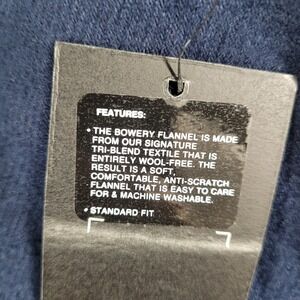 FEATURES:
• THE BOWERY FLANNEL IS MADE
FROM OUR SIGNATURE
TRI-BLEND TEXTILE THAT IS
ENTIRELY WOOL-FREE. THE
RESULT IS A SOFT,
COMFORTABLE, ANTI-SCRATCH
FLANNEL THAT IS EASY TO CARE
FOR & MACHINE WASHABLE.
• STANDARD FIT